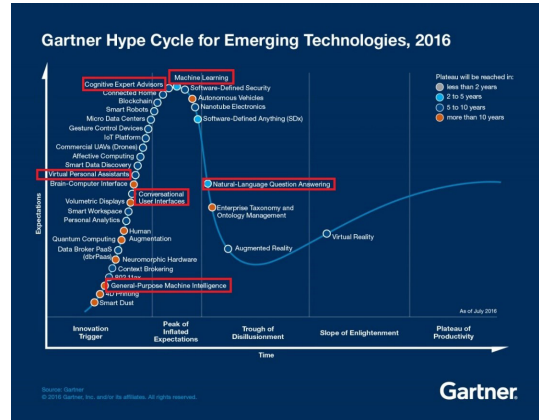 Gartner Hype Cycle for Emerging Technologies, 2016
Plateau will be reached in:
less than 2 years
2 to 5 years
5 to 10 years
more than 10 years
Machine Learning
Cognitive Expert Advisors
Software-Defined Security
Connected Home
Autonomous Vehicles
Blockchain
Nanotube Electronics
Smart Robots
Software-Defined Anything (SDx)
Micro Data Centers
Gesture Control Devices
IoT Platform
Commercial UAVs (Drones)
Affective Computing
Smart Data Discovery
Virtual Personal Assistants
Natural-Language Question Answering
Brain-Computer Interface
Conversational
User Interfaces
Volumetric Displays
Smart Workspace
Personal Analytics
Enterprise Taxonomy and
Ontology Management
Human
Augmentation
Quantum Computing
Data Broker PaaS
(dbrPaaS)
Neuromorphic Hardware
Context Brokering
Augmented Reality
Virtual Reality
General-Purpose Machine Intelligence
4D Printing
Smart Dust
Expectations
As of July 2016
Innovation
Trigger
Peak of
Inflated
Expectations
Trough of
Disillusionment
Slope of Enlightenment
Plateau of
Productivity
Time
Source: Gartner
© 2016 Gartner, Inc. and/or its affiliates. All rights reserved.
Gartner